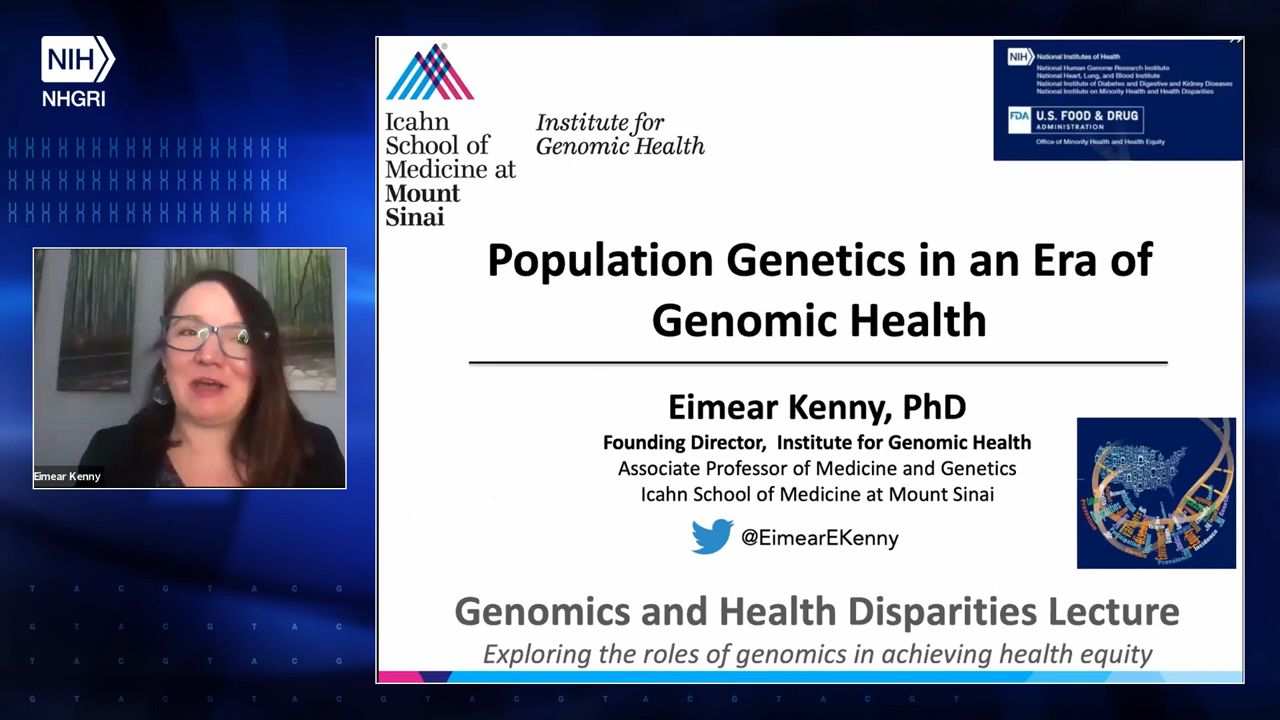 NIH
NHGRI
Icahn
School of
Medicine at
Mount
Sinai
Institute for
Genomic Health
NIH
National Institutes of Health
National Human Genome Research Institute
National Heart, Lung, and Blood Institute
National Institute of Diabetes and Digestive and Kidney Diseases
National Institute on Minority Health and Health Disparities
FDA U.S. FOOD & DRUG
ADMINISTRATION
Office of Minority Health and Health Equity
Population Genetics in an Era of
Genomic Health
Eimear Kenny, PhD
Founding Director, Institute for Genomic Health
Associate Professor of Medicine and Genetics
Icahn School of Medicine at Mount Sinai
@EimearEKenny
Genomics and Health Disparities Lecture
Exploring the roles of genomics in achieving health equity
Eimear Kenny
T A C G T A C G
G T A C G T A C
T A C G T A C G
G T A C G T A C G T A C G T A C G T A C G T